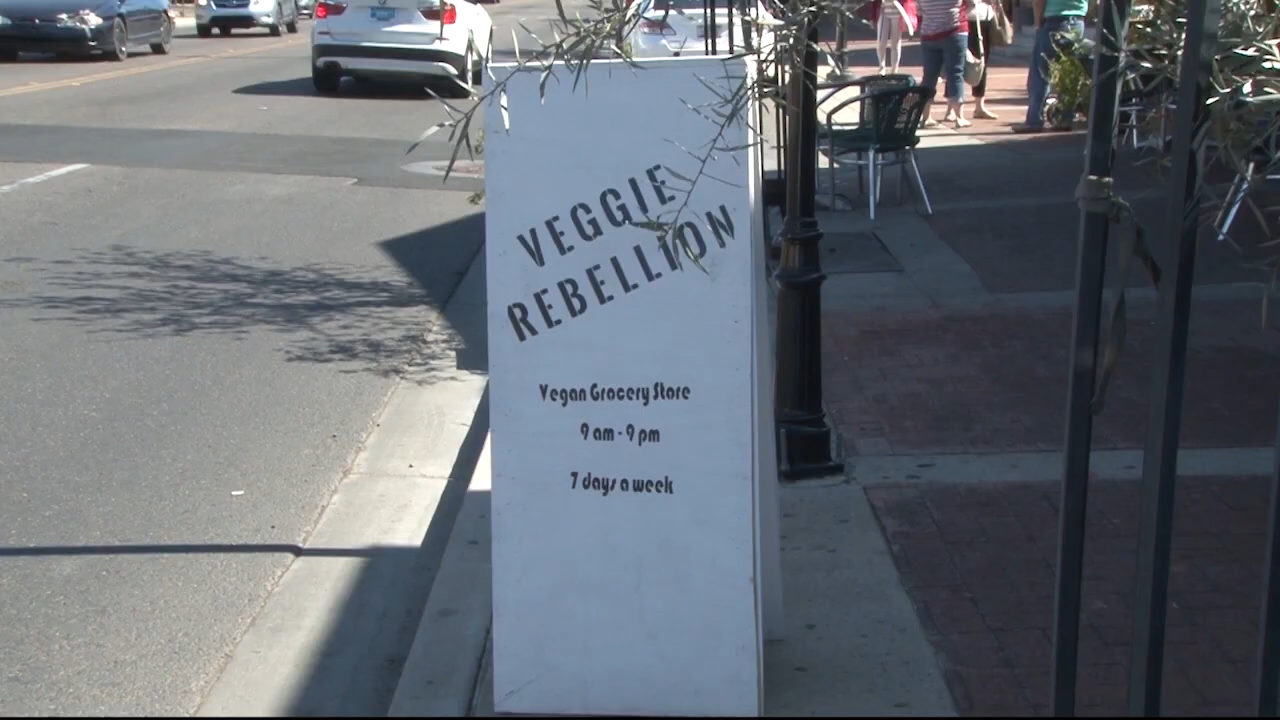 VEGGIE
REBELLION
Vegan Grocery Store
9 am - 9 pm
7 days a week